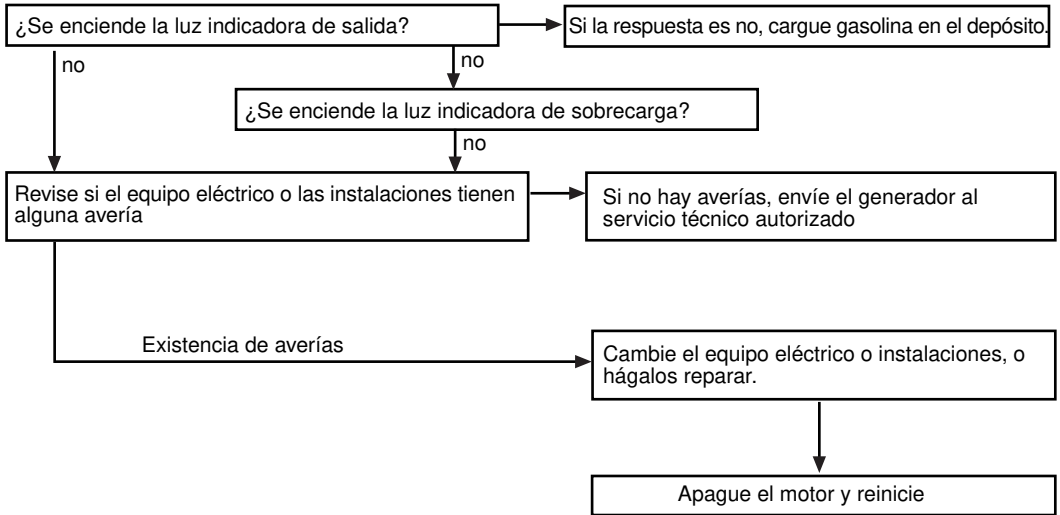 ¿Se enciende la luz indicadora de salida?
Si la respuesta es no, cargue gasolina en el depósito.
no
no
¿Se enciende la luz indicadora de sobrecarga?
no
Revise si el equipo eléctrico o las instalaciones tienen
alguna avería
Si no hay averías, envíe el generador al
servicio técnico autorizado
Existencia de averías
Cambie el equipo eléctrico o instalaciones, o
hágalos reparar.
Apague el motor y reinicie